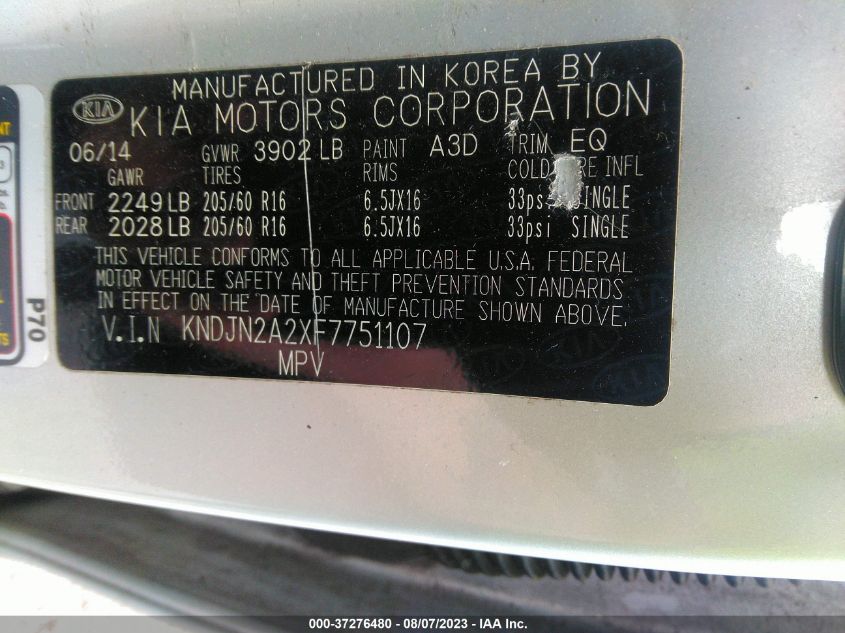 MANUFACTURED IN KOREA BY
KIA KIA MOTORS CORPORATION
06/14 GVWR 3902 LB PAINT A3D TRIM EQ
GAWR TIRES RIMS COLD INFL
FRONT 2249 LB 205/60 R16 6.5JX16 33psi SINGLE
REAR 2028 LB 205/60 R16 6.5JX16 33psi SINGLE
THIS VEHICLE CONFORMS TO ALL APPLICABLE U.S.A. FEDERAL
MOTOR VEHICLE SAFETY AND THEFT PREVENTION STANDARDS
IN EFFECT ON THE DATE OF MANUFACTURE SHOWN ABOVE.
V.I.N KNDJN2A2XF7751107
MPV
P70
000-37276480 - 08/07/2023 - IAA Inc.